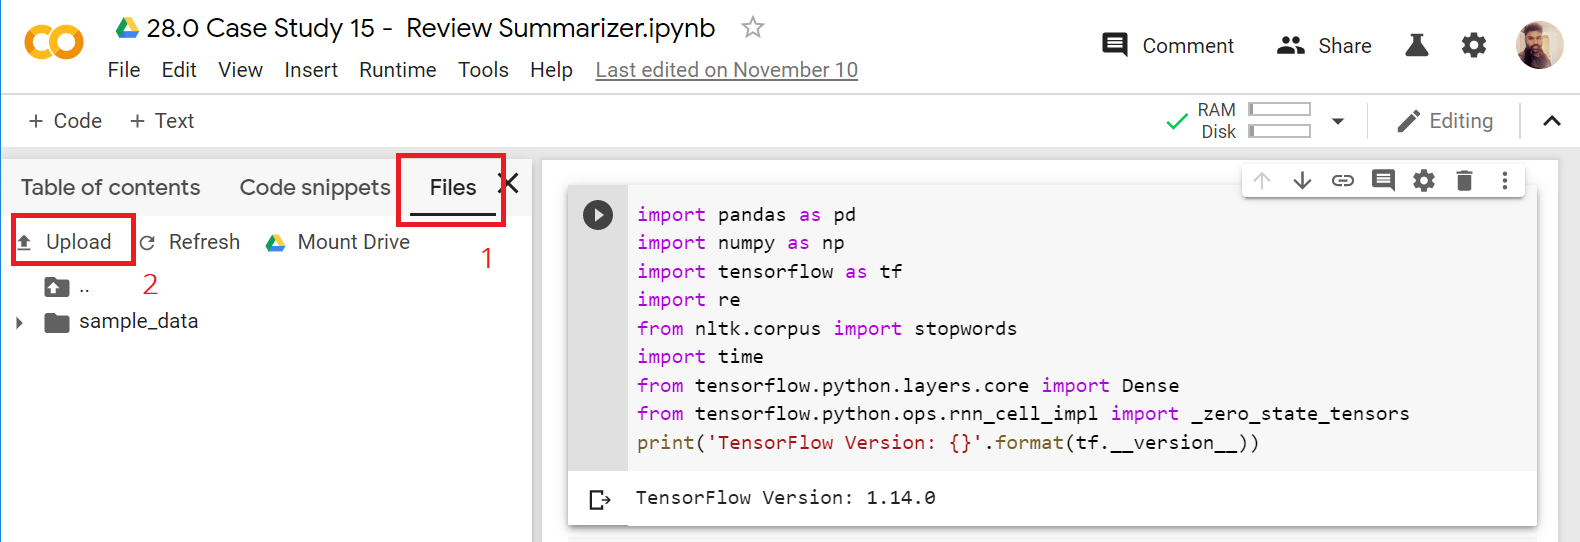 28.0 Case Study 15 -  Review Summarizer.ipynb
File Edit View Insert Runtime Tools Help Last edited on November 10
Comment Share
+ Code + Text
RAM
Disk
Editing
Table of contents Code snippets Files
1
Upload Refresh Mount Drive
2
..
sample_data
import pandas as pd
import numpy as np
import tensorflow as tf
import re
from nltk.corpus import stopwords
import time
from tensorflow.python.layers.core import Dense
from tensorflow.python.ops.rnn_cell_impl import _zero_state_tensors
print('TensorFlow Version: {}'.format(tf.__version__))
TensorFlow Version: 1.14.0